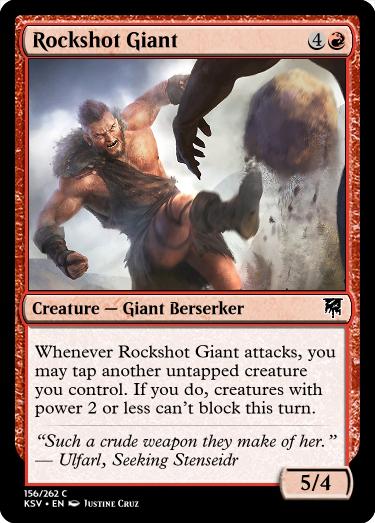 Rockshot Giant 4
Creature — Giant Berserker
Whenever Rockshot Giant attacks, you
may tap another untapped creature
you control. If you do, creatures with
power 2 or less can't block this turn.
“Such a crude weapon they make of her.”
— Ulfarl, Seeking Stenseidr
5/4
156/262 C
KSV • EN Justine Cruz